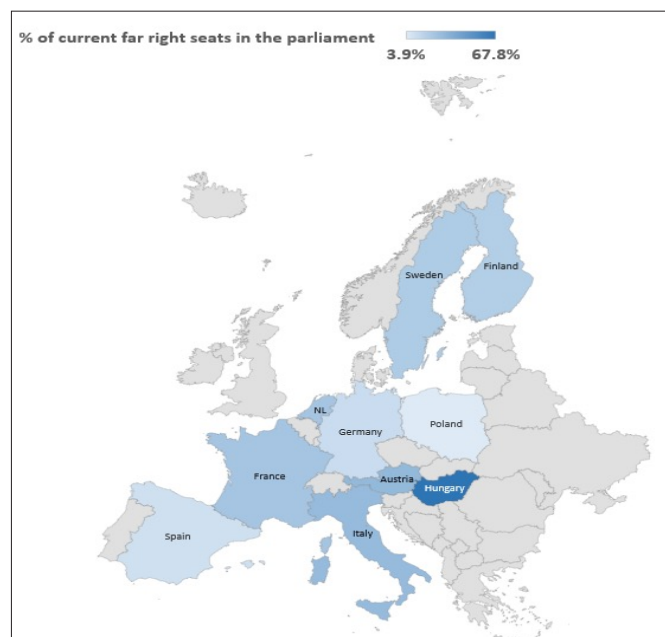 % of current far right seats in the parliament
3.9% 67.8%
Sweden
Finland
NL
Germany
Poland
France
Austria
Hungary
Spain
Italy